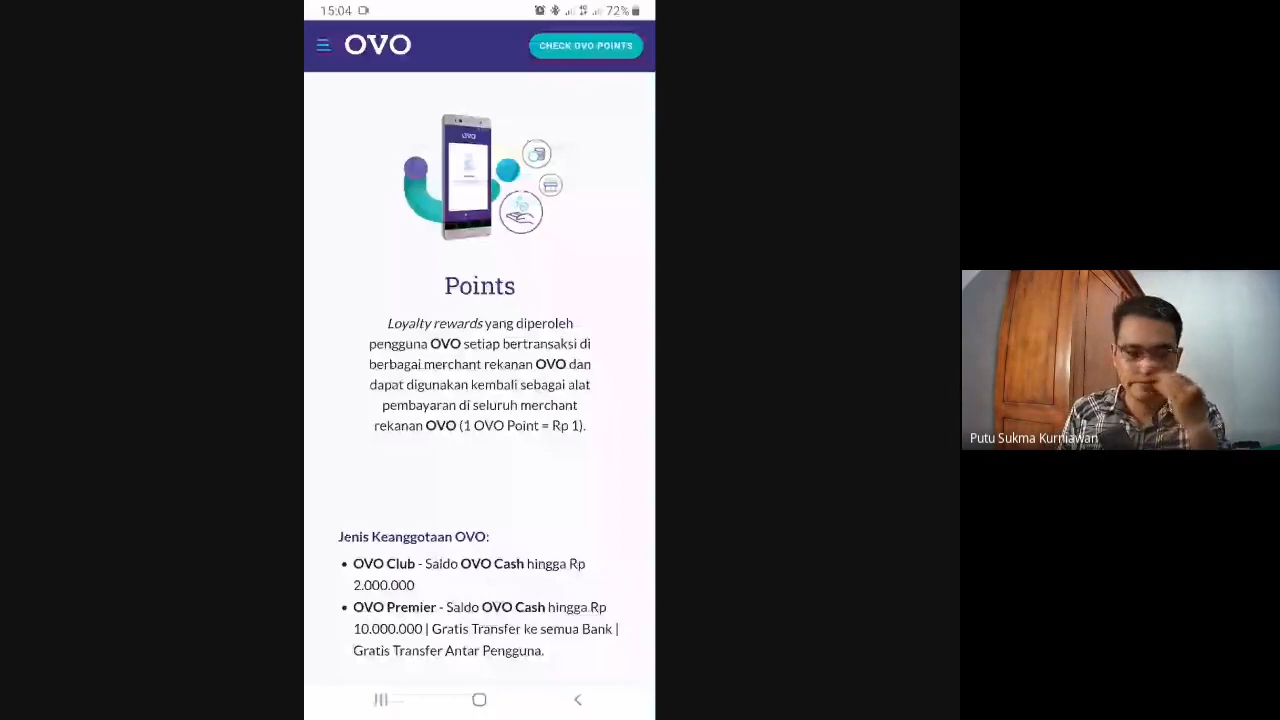 15:04
72%
OVO
CHECK OVO POINTS
OVO
Points
Loyalty rewards yang diperoleh
pengguna OVO setiap bertransaksi di
berbagai merchant rekanan OVO dan
dapat digunakan kembali sebagai alat
pembayaran di seluruh merchant
rekanan OVO (1 OVO Point = Rp 1).
Jenis Keanggotaan OVO:
• OVO Club - Saldo OVO Cash hingga Rp
2.000.000
• OVO Premier - Saldo OVO Cash hingga Rp
10.000.000 | Gratis Transfer ke semua Bank |
Gratis Transfer Antar Pengguna.
Putu Sukma Kurniawan